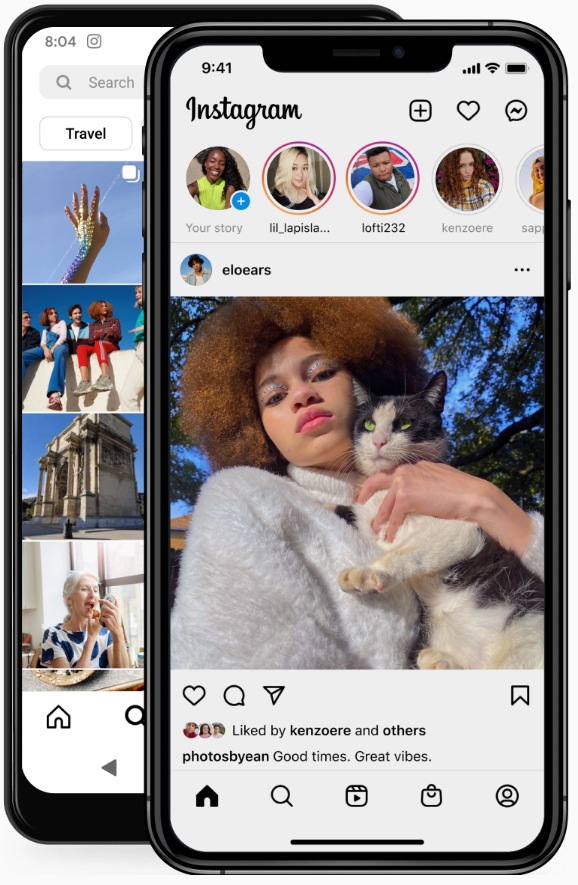 8:04
Search
Travel
9:41
Instagram
Your story
lil_lapisla...
lofti232
kenzoere
sapp
eloears
Liked by kenzoere and others
photosbyean Good times. Great vibes.